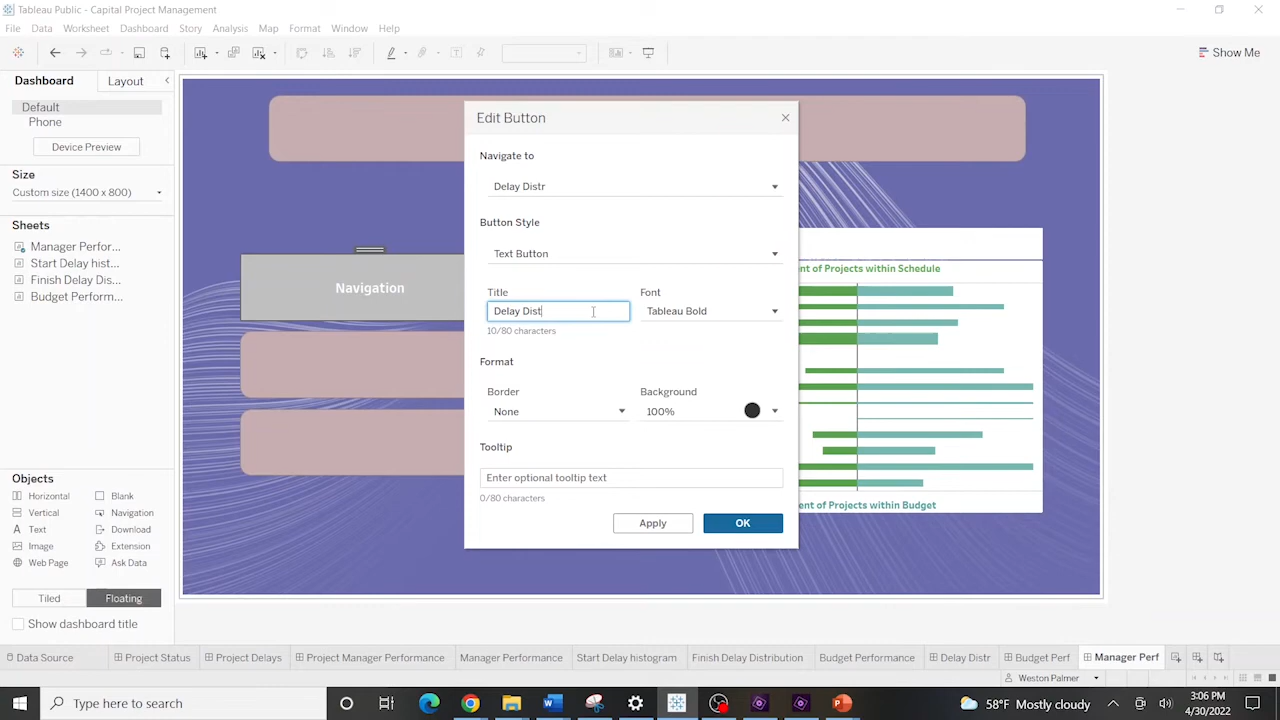 Tableau Public - Capital Project Management
File Data Worksheet Dashboard Story Analysis Map Format Window Help
Show Me
Dashboard Layout
Default
Phone
Device Preview
Size
Custom size (1400 x 800)
Sheets
Manager Perfor...
Start Delay hist...
Finish Delay Dis...
Budget Perform...
Objects
Horizontal Blank
Vertical Navigation
A Text Download
Image Extension
Web Page Ask Data
Tiled Floating
Show dashboard title
Navigation
Edit Button
Navigate to
Delay Distr
Button Style
Text Button
Title Font
Delay Dist Tableau Bold
10/80 characters
Format
Border Background
None 100%
Tooltip
Enter optional tooltip text
0/80 characters
Apply OK
nt of Projects within Schedule
ent of Projects within Budget
Data Source Project Status Project Delays Project Manager Performance Manager Performance Start Delay histogram Finish Delay Distribution Budget Performance Delay Distr Budget Perf Manager Perf
Weston Palmer
Type here to search
58°F Mostly cloudy
3:06 PM
4/30/2022